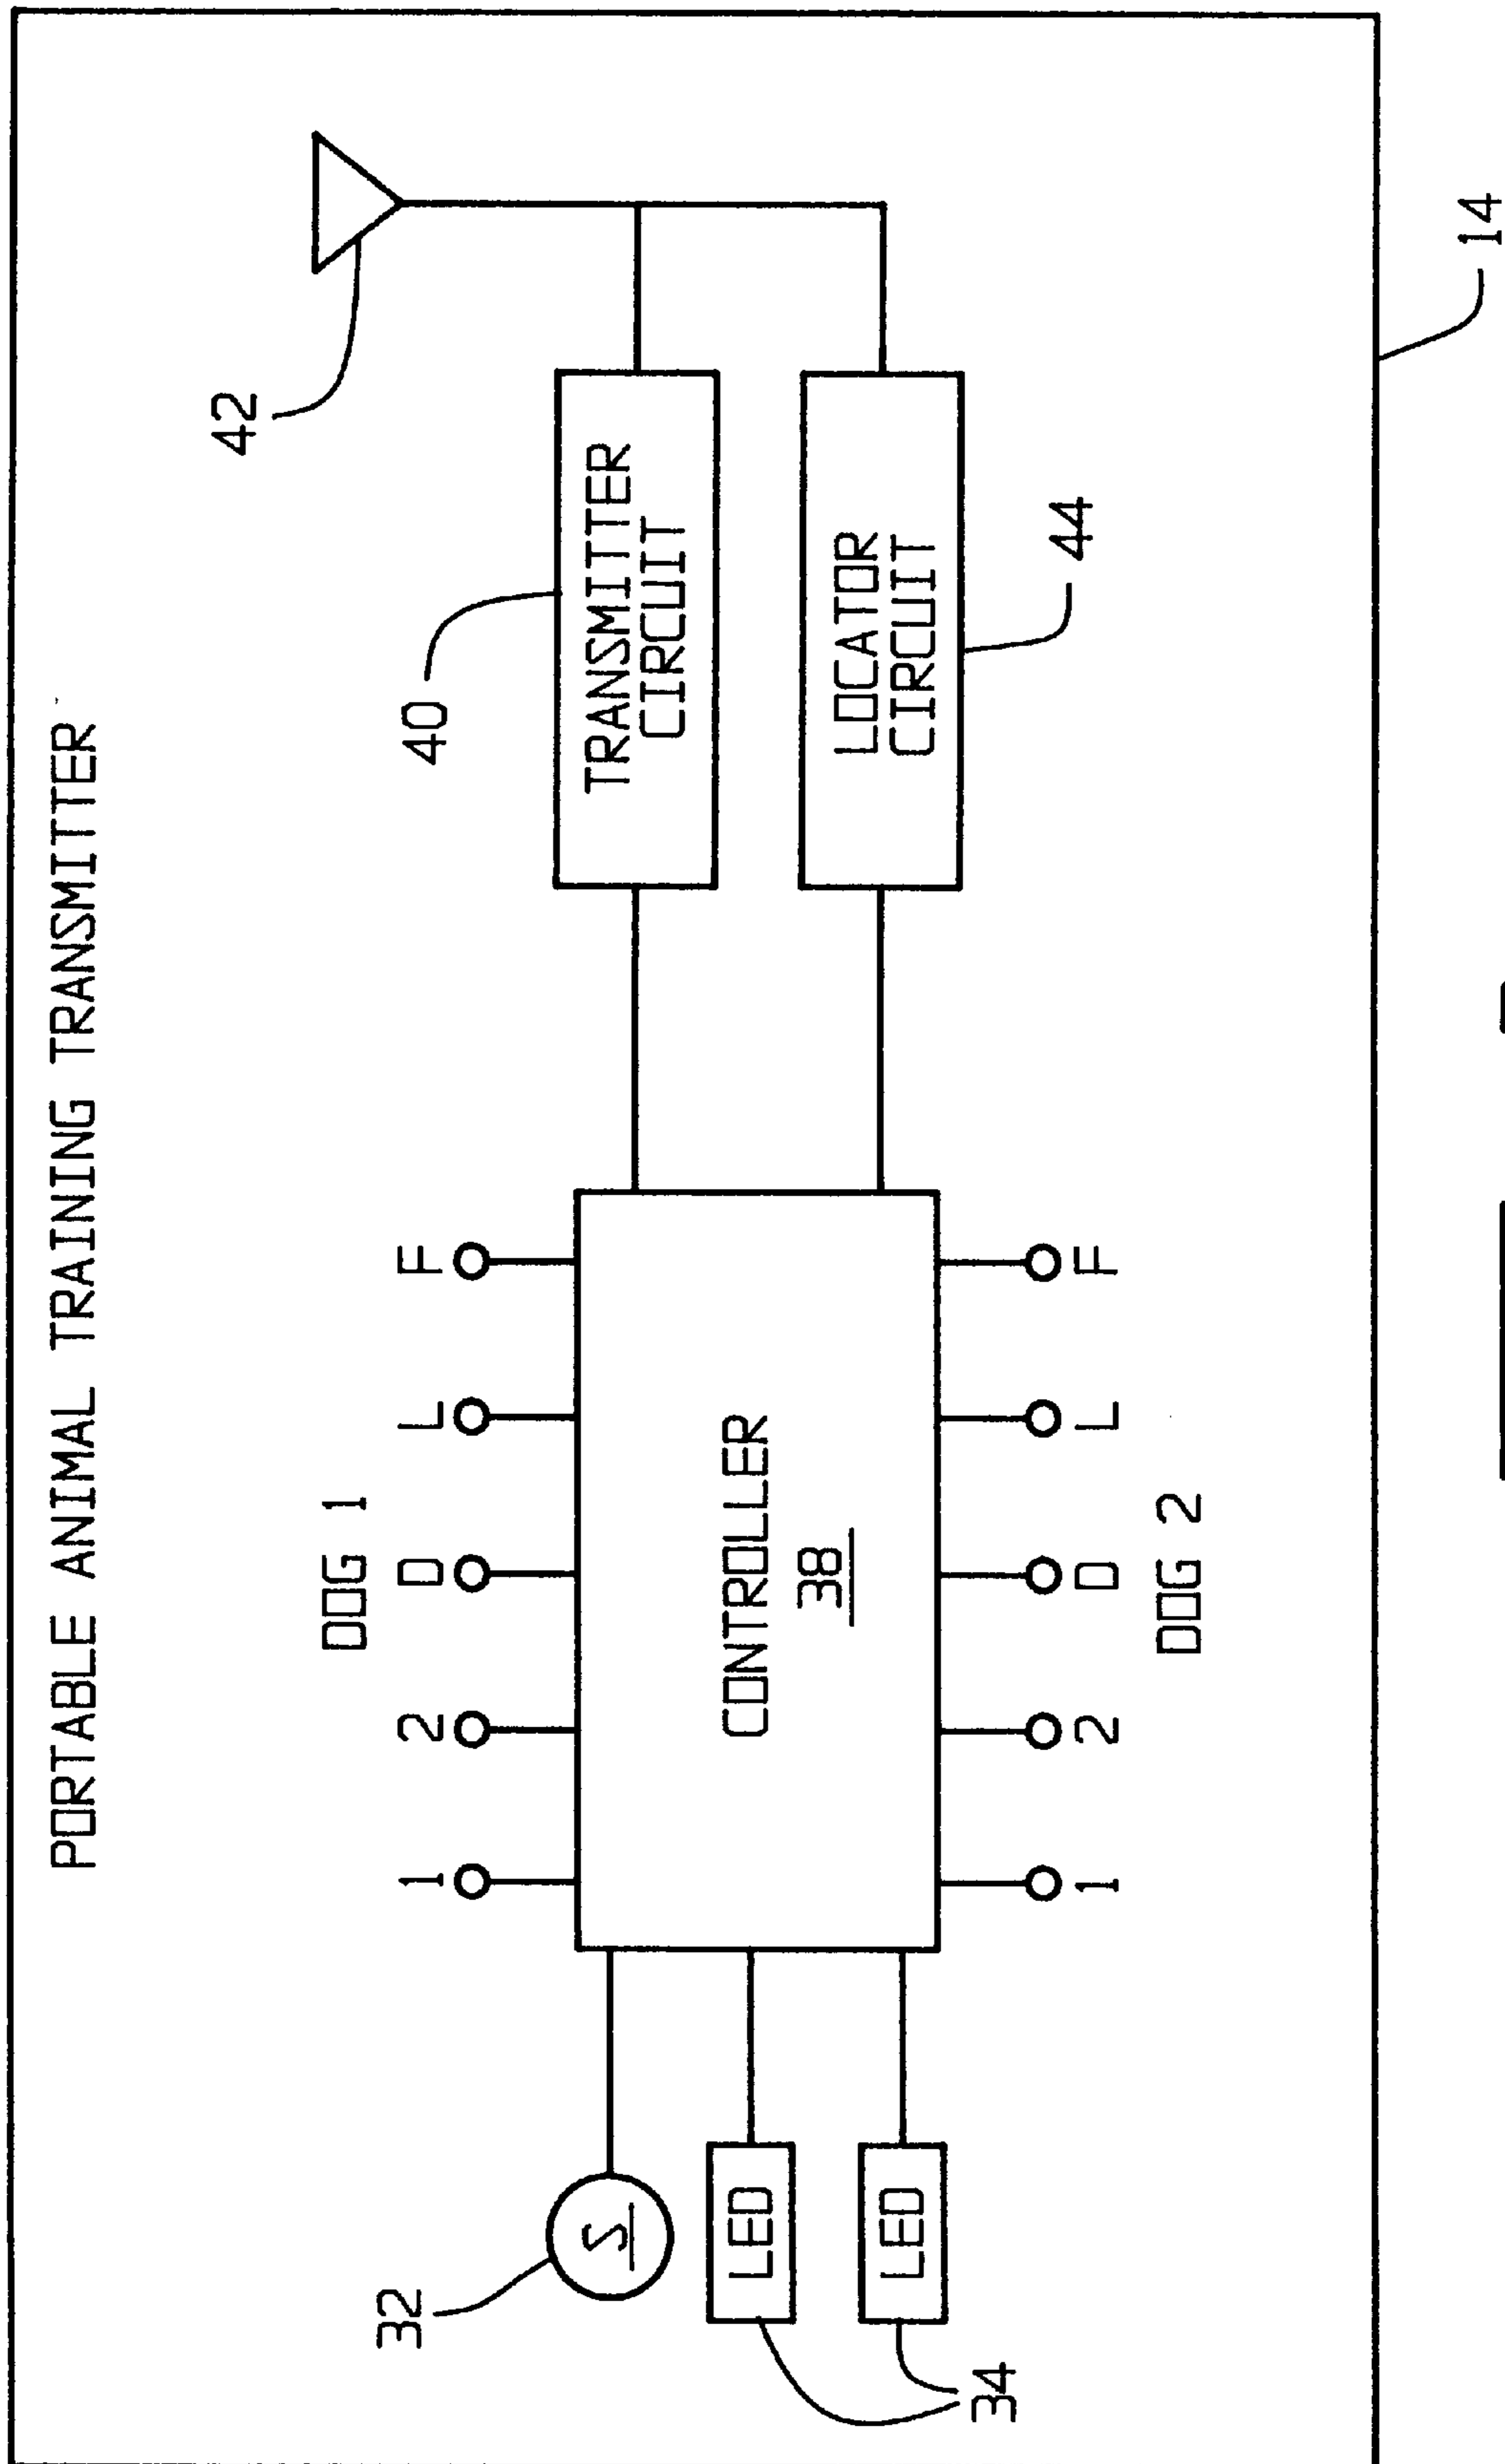 PORTABLE ANIMAL TRAINING TRANSMITTER
42
DOG 1
32
1 2 D L F
40
S
TRANSMITTER
CIRCUIT
LED
CONTROLLER
38
LOCATOR
CIRCUIT
LED
34
1 2 D L F
44
DOG 2
14